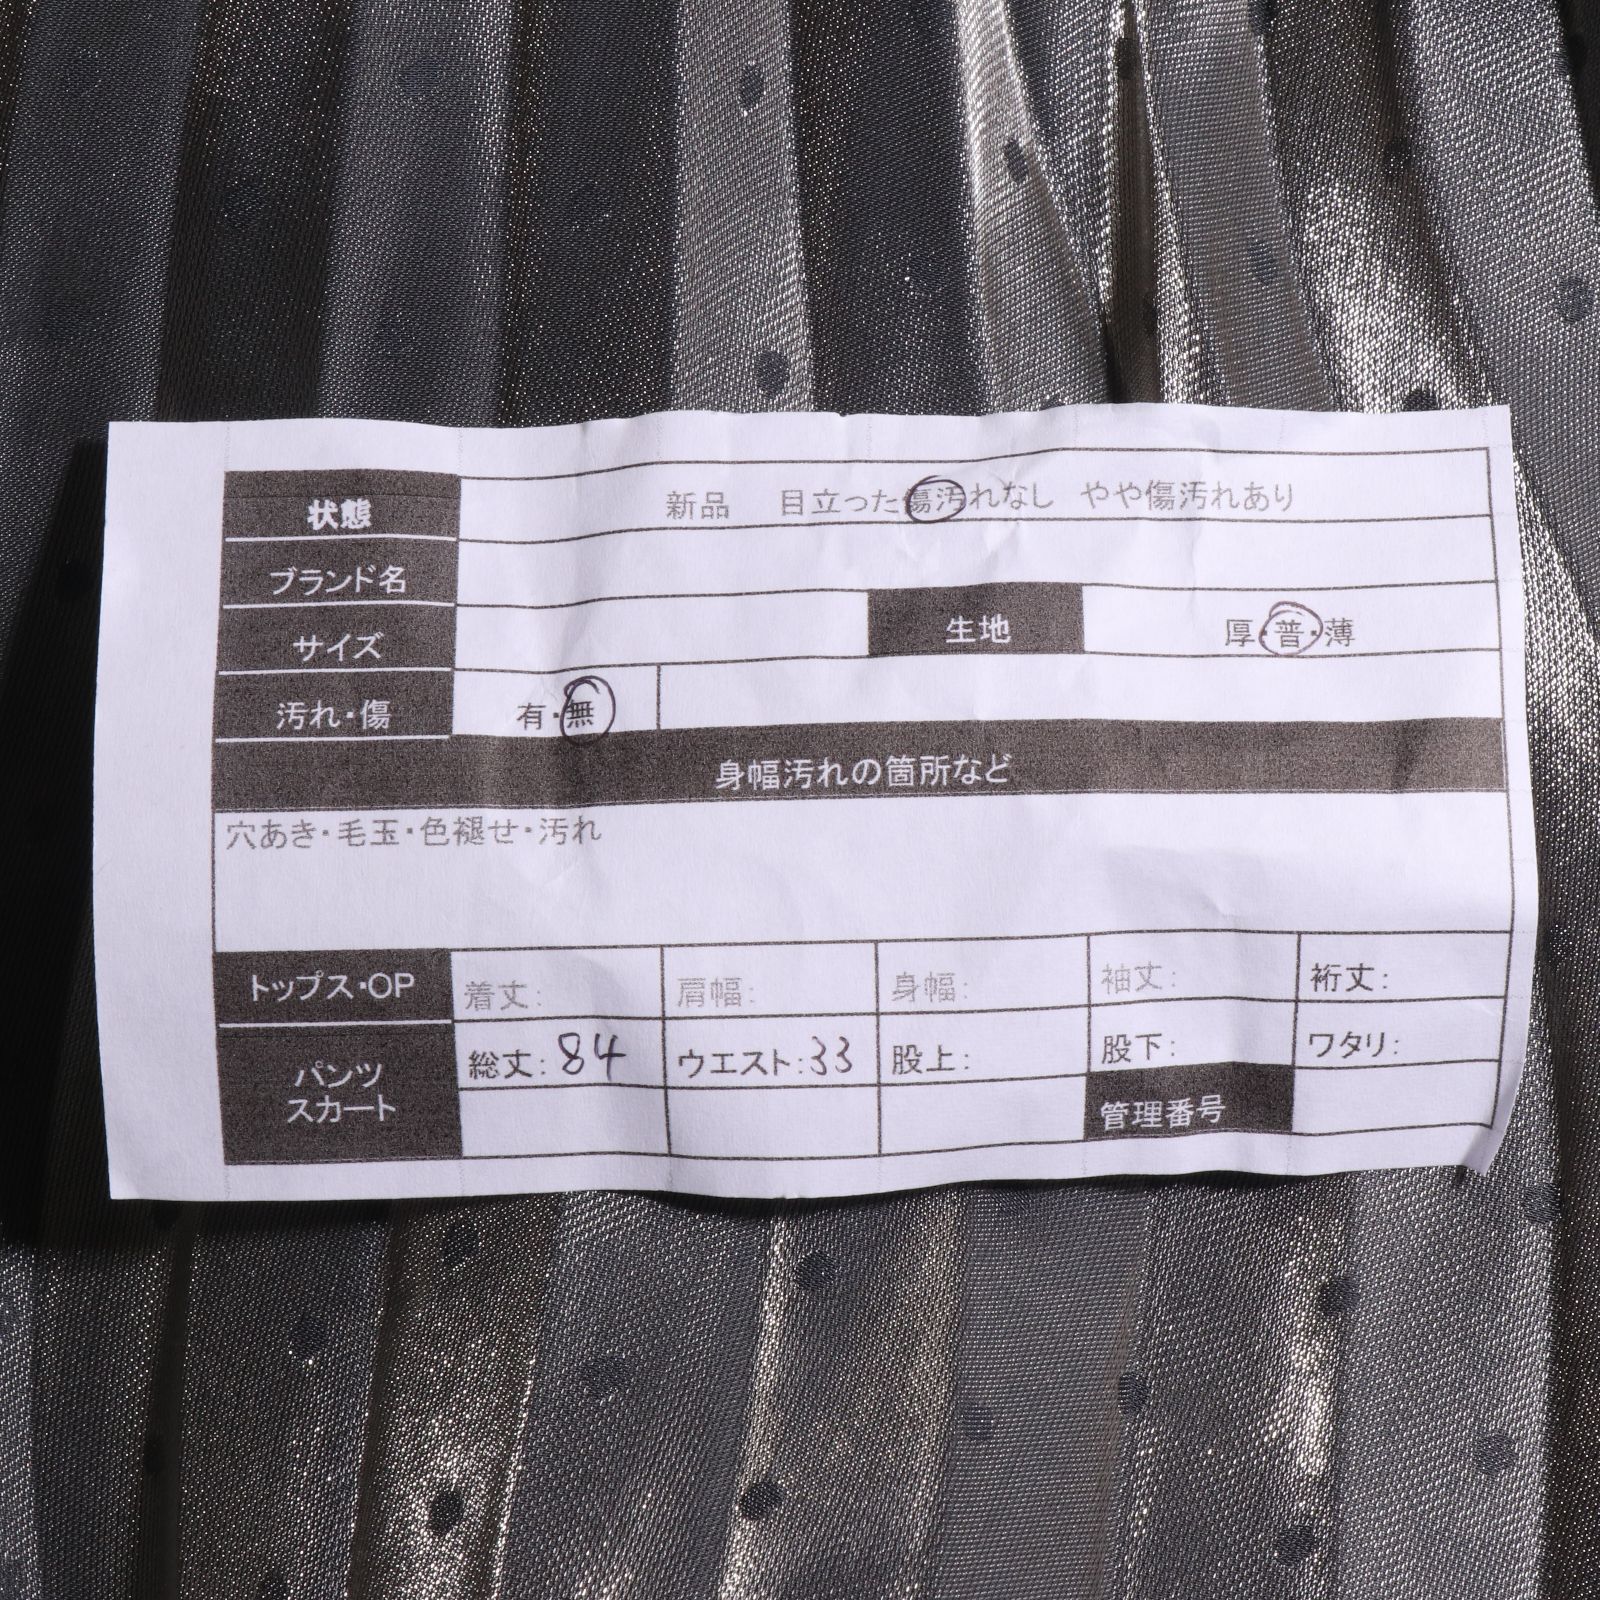 状態 新品 目立った傷汚れなし やや傷汚れあり
ブランド名
サイズ 生地 厚・普・薄
汚れ・傷 有・無
身幅汚れの箇所など
穴あき・毛玉・色褪せ・汚れ
トップス・OP 着丈: 肩幅: 身幅: 袖丈: 裄丈:
パンツ スカート 総丈:84 ウエスト:33 股上: 股下: ワタリ:
管理番号